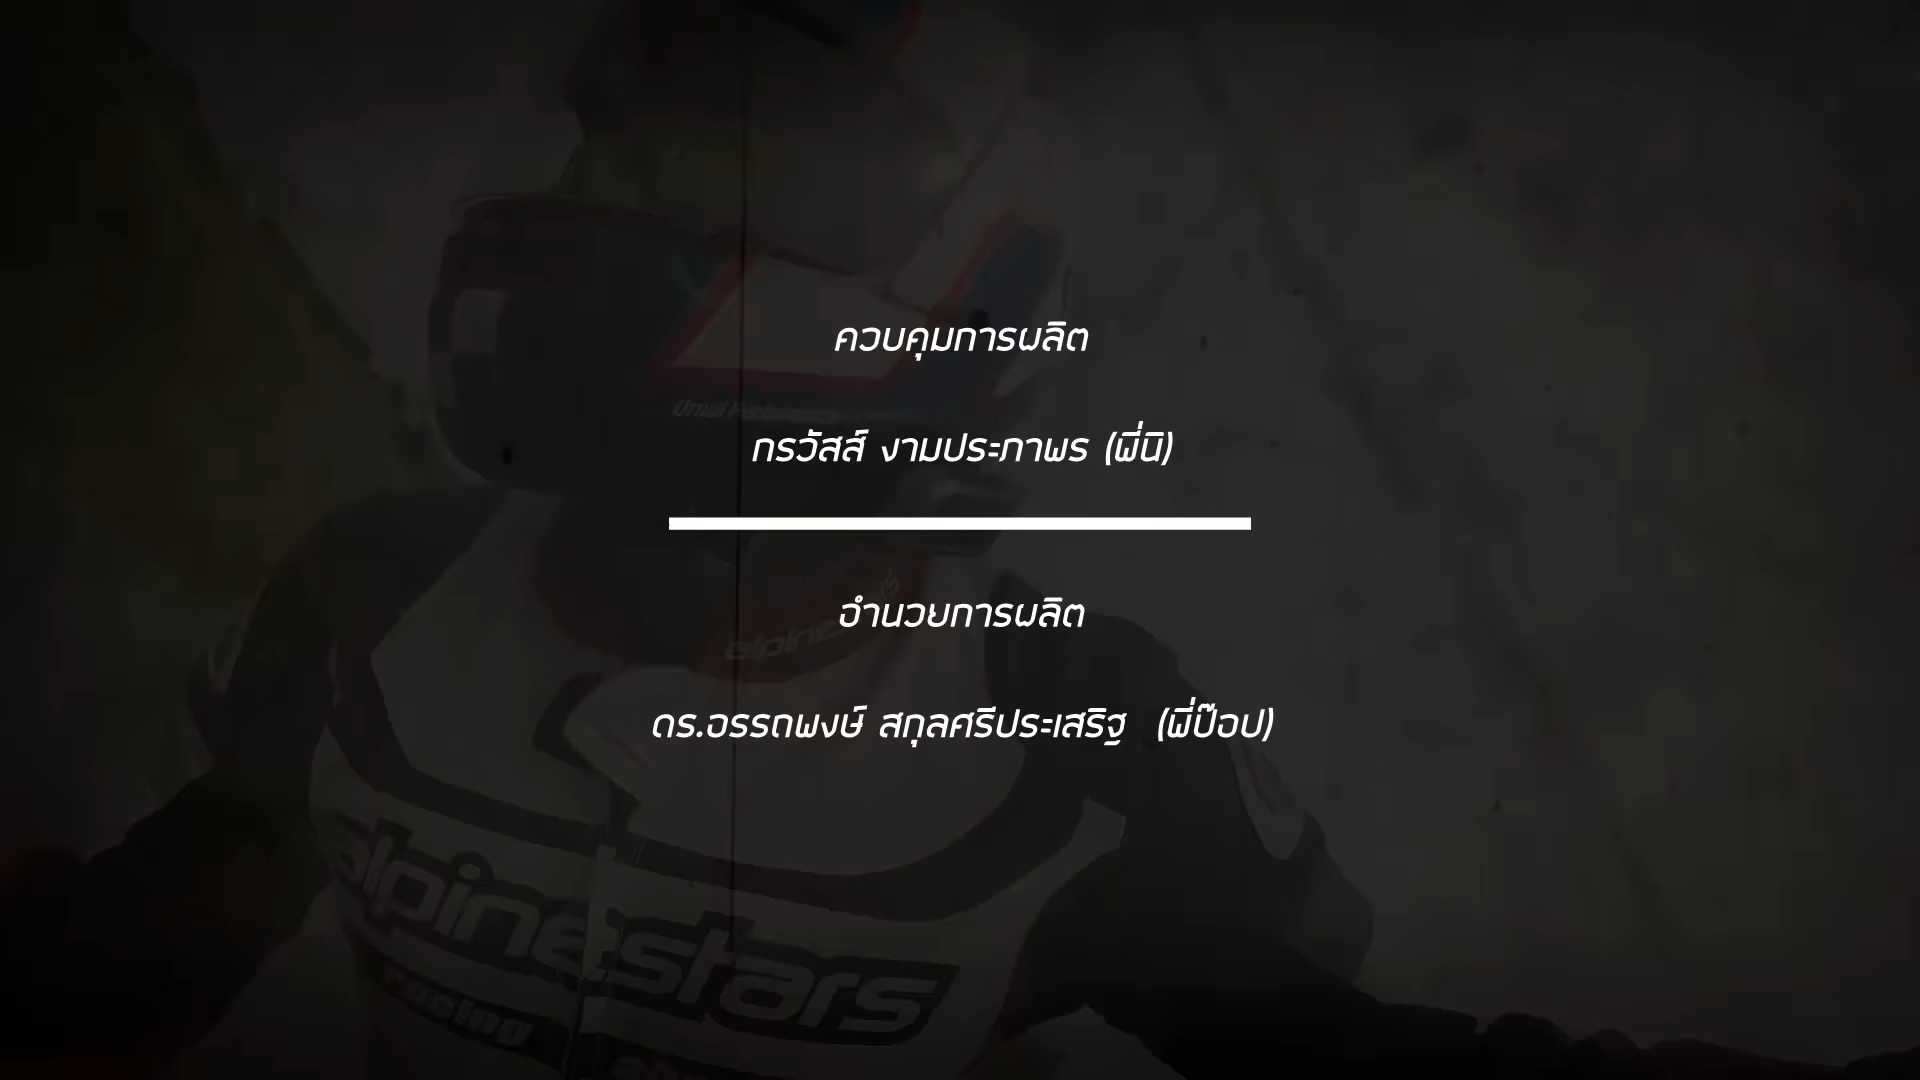 ควบคุมการผลิต
กรวัสส์ งามประภาพร (พี่นิ)
อำนวยการผลิต
ดร.อรรถพงษ์ สกุลศรีประเสริฐ (พี่ป๊อป)
alpinestars
racing